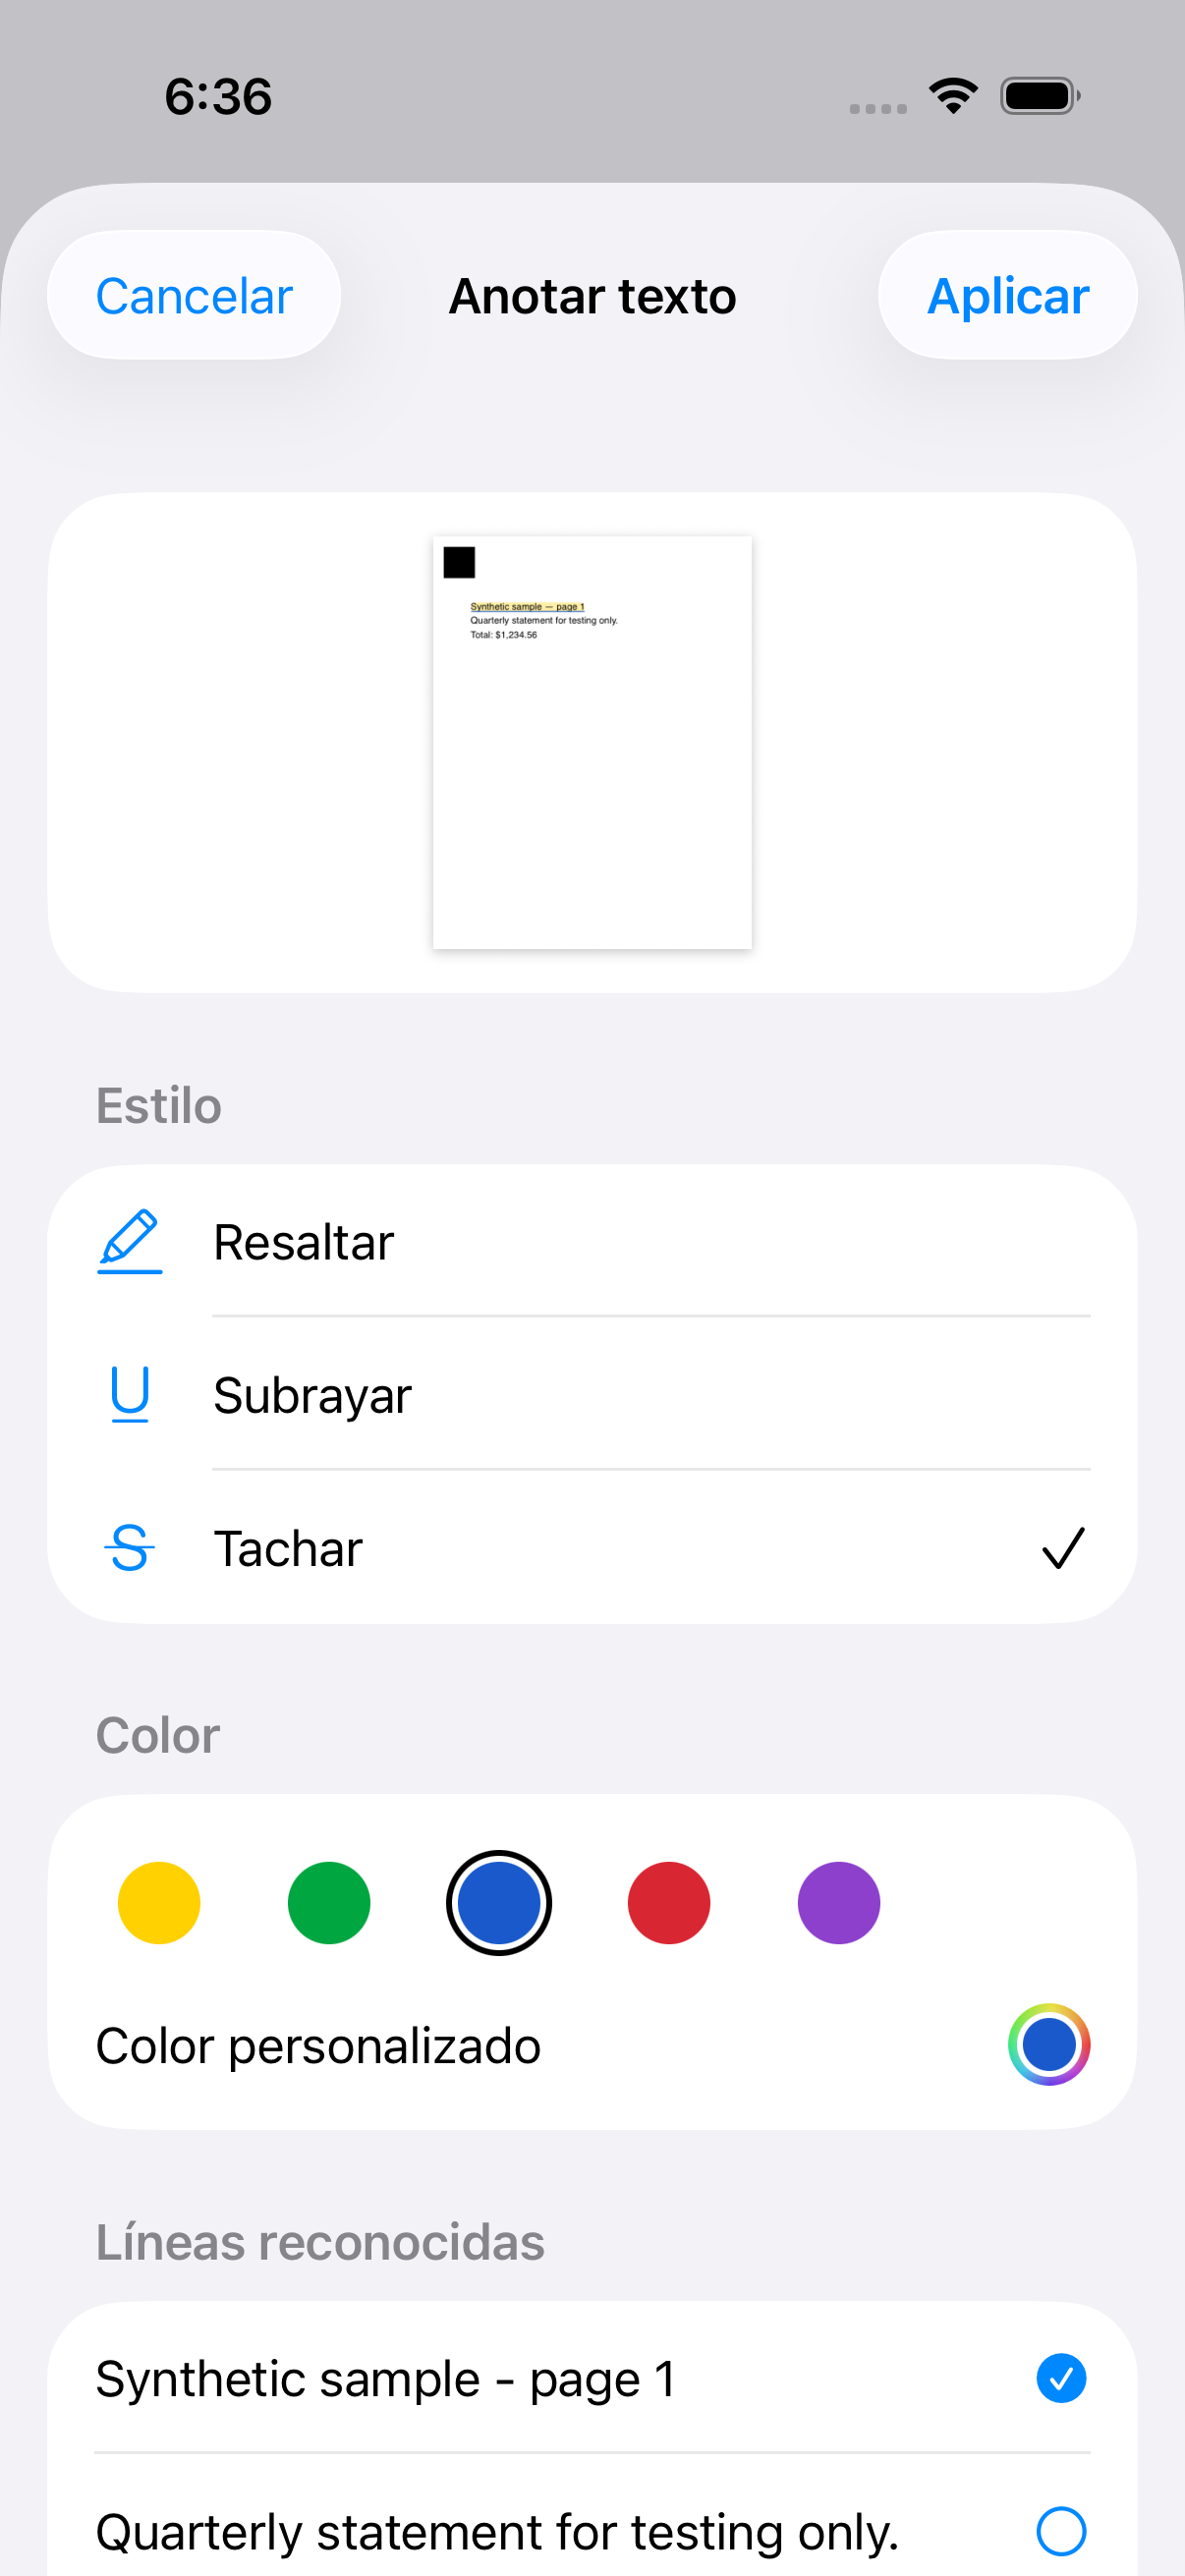 6:36
Cancelar
Anotar texto
Aplicar
Synthetic sample — page 1
Quarterly statement for testing only.
Total: $1,234.56
Estilo
Resaltar
U Subrayar
S Tachar
Color
Color personalizado
Líneas reconocidas
Synthetic sample - page 1
Quarterly statement for testing only.